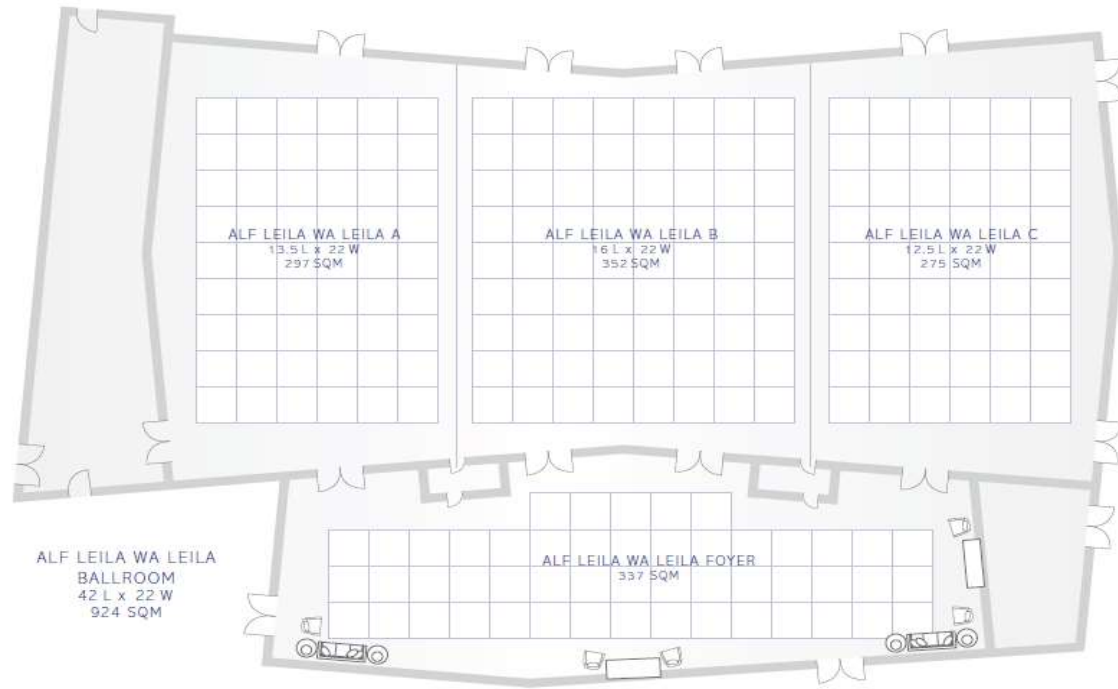 ALF LEILA WA LEILA A
13.5 L x 22 W
297 SQM
ALF LEILA WA LEILA B
16 L x 22 W
352 SQM
ALF LEILA WA LEILA C
12.5 L x 22 W
275 SQM
ALF LEILA WA LEILA FOYER
337 SQM
ALF LEILA WA LEILA
BALLROOM
42 L x 22 W
924 SQM